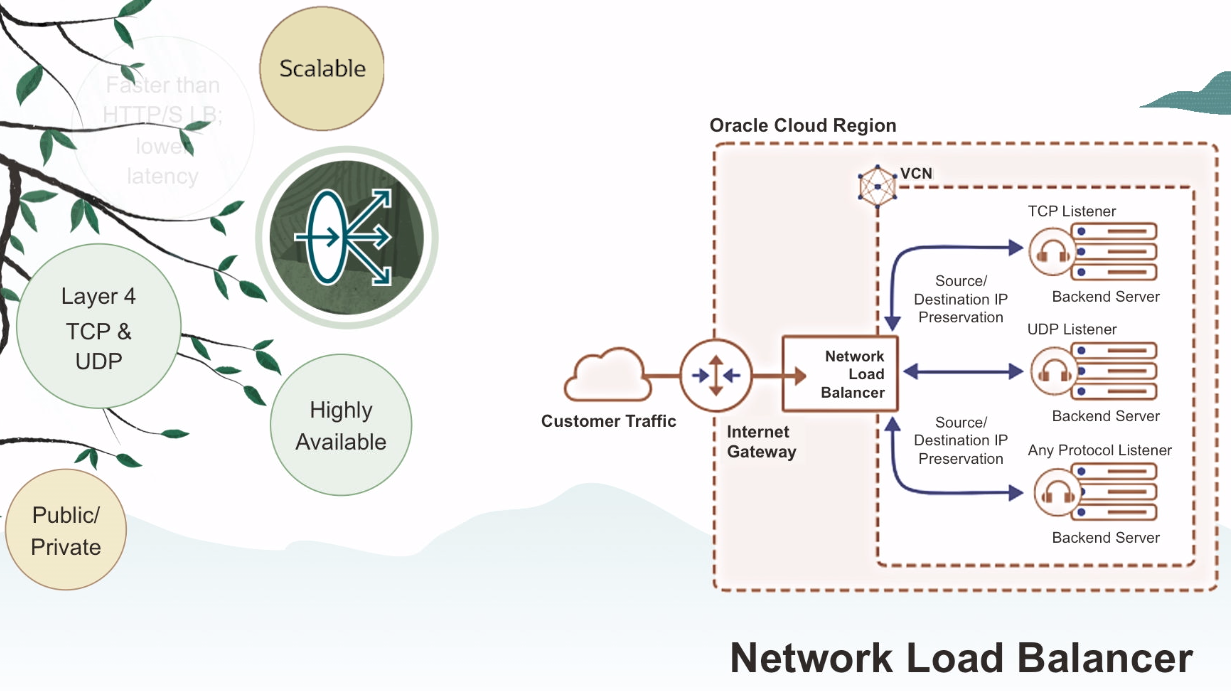 Scalable
Faster than
HTTP/S LB;
lower
latency
Layer 4
TCP &
UDP
Highly
Available
Public/
Private
Oracle Cloud Region
VCN
TCP Listener
Source/
Destination IP
Preservation
Backend Server
UDP Listener
Network
Load
Balancer
Customer Traffic
Internet
Gateway
Backend Server
Source/
Destination IP
Preservation
Any Protocol Listener
Backend Server
Network Load Balancer